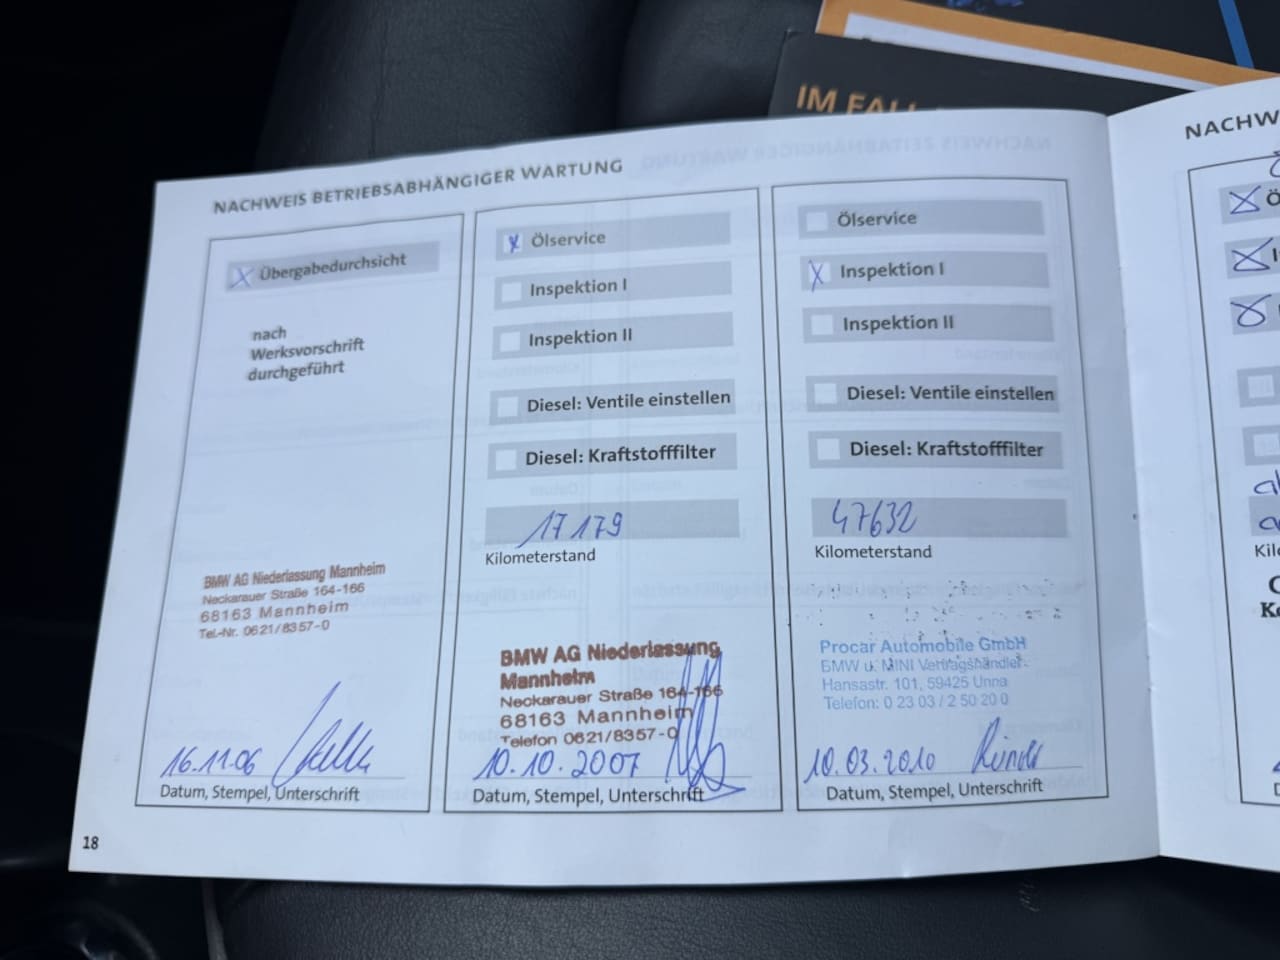 IM FALL
NACHWEIS BETRIEBSABHÄNGIGER WARTUNG
Übergabedurchsicht
nach
Werksvorschrift
durchgeführt
BMW AG Niederlassung Mannheim
Neckarauer Straße 164-166
68163 Mannheim
Tel.-Nr. 0621/8357-0
16.11.06
Datum, Stempel, Unterschrift
18
Ölservice
Inspektion I
Inspektion II
Diesel: Ventile einstellen
Diesel: Kraftstofffilter
17179
Kilometerstand
BMW AG Niederlassung
Mannheim
Neckarauer Straße 164-166
68163 Mannheim
Telefon 0621/8357-0
10.10.2007
Datum, Stempel, Unterschrift
Ölservice
Inspektion I
Inspektion II
Diesel: Ventile einstellen
Diesel: Kraftstofffilter
47632
Kilometerstand
Procar Automobile GmbH
BMW u. MINI Vertragshändler
Hansastr. 101, 59425 Unna
Telefon: 0 23 03 / 2 50 20 0
10.03.2010
Datum, Stempel, Unterschrift
NACHW